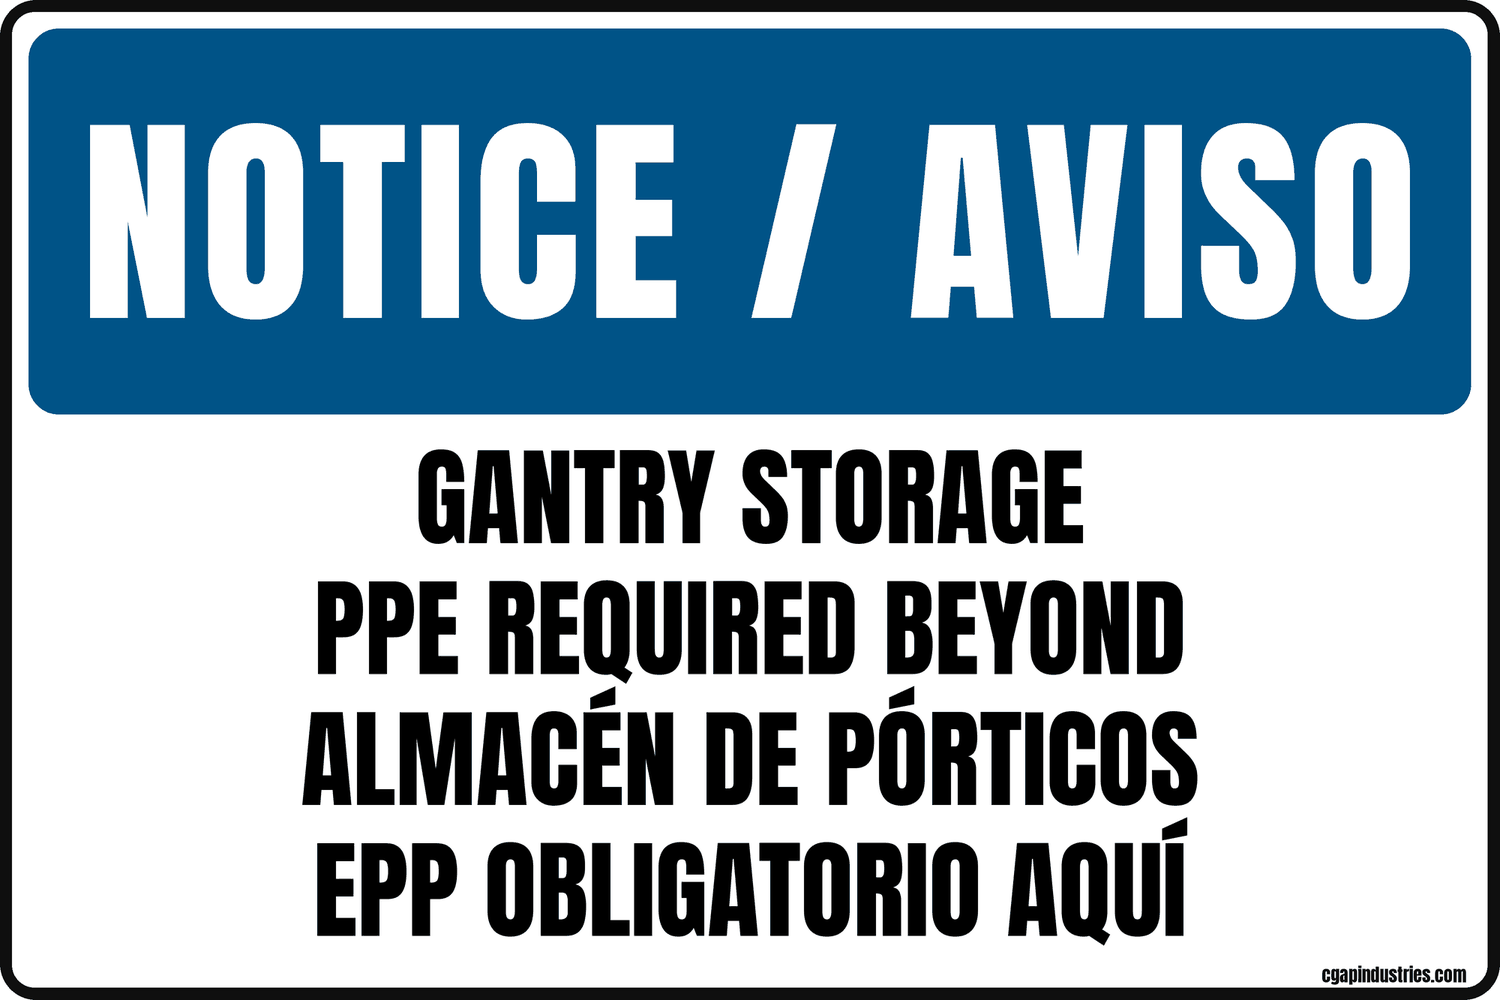 NOTICE / AVISO
GANTRY STORAGE
PPE REQUIRED BEYOND
ALMACÉN DE PÓRTICOS
EPP OBLIGATORIO AQUÍ
cgapindustries.com